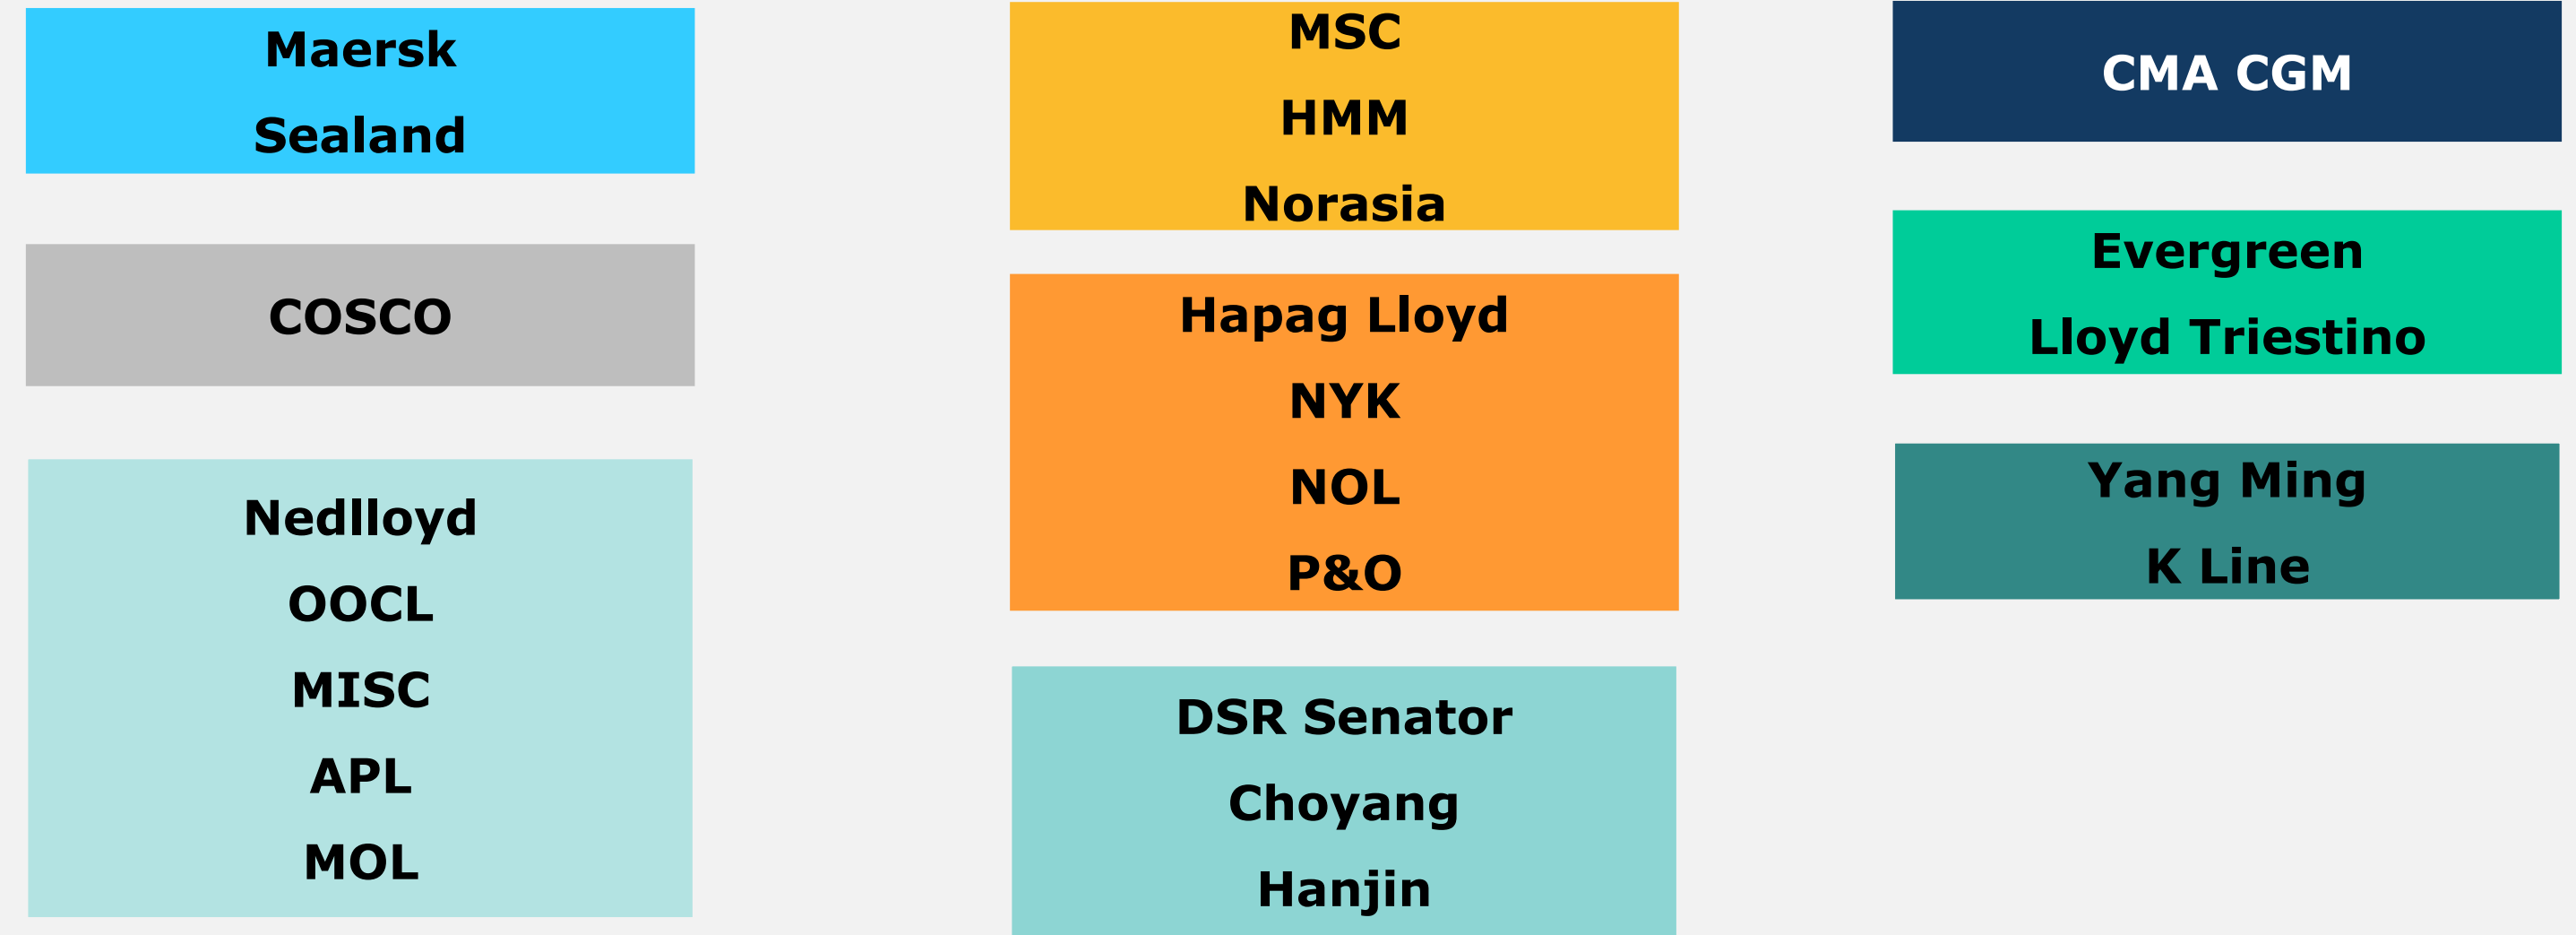 Maersk
Sealand
COSCO
Nedlloyd
OOCL
MISC
APL
MOL
MSC
HMM
Norasia
Hapag Lloyd
NYK
NOL
P&O
DSR Senator
Choyang
Hanjin
CMA CGM
Evergreen
Lloyd Triestino
Yang Ming
K Line